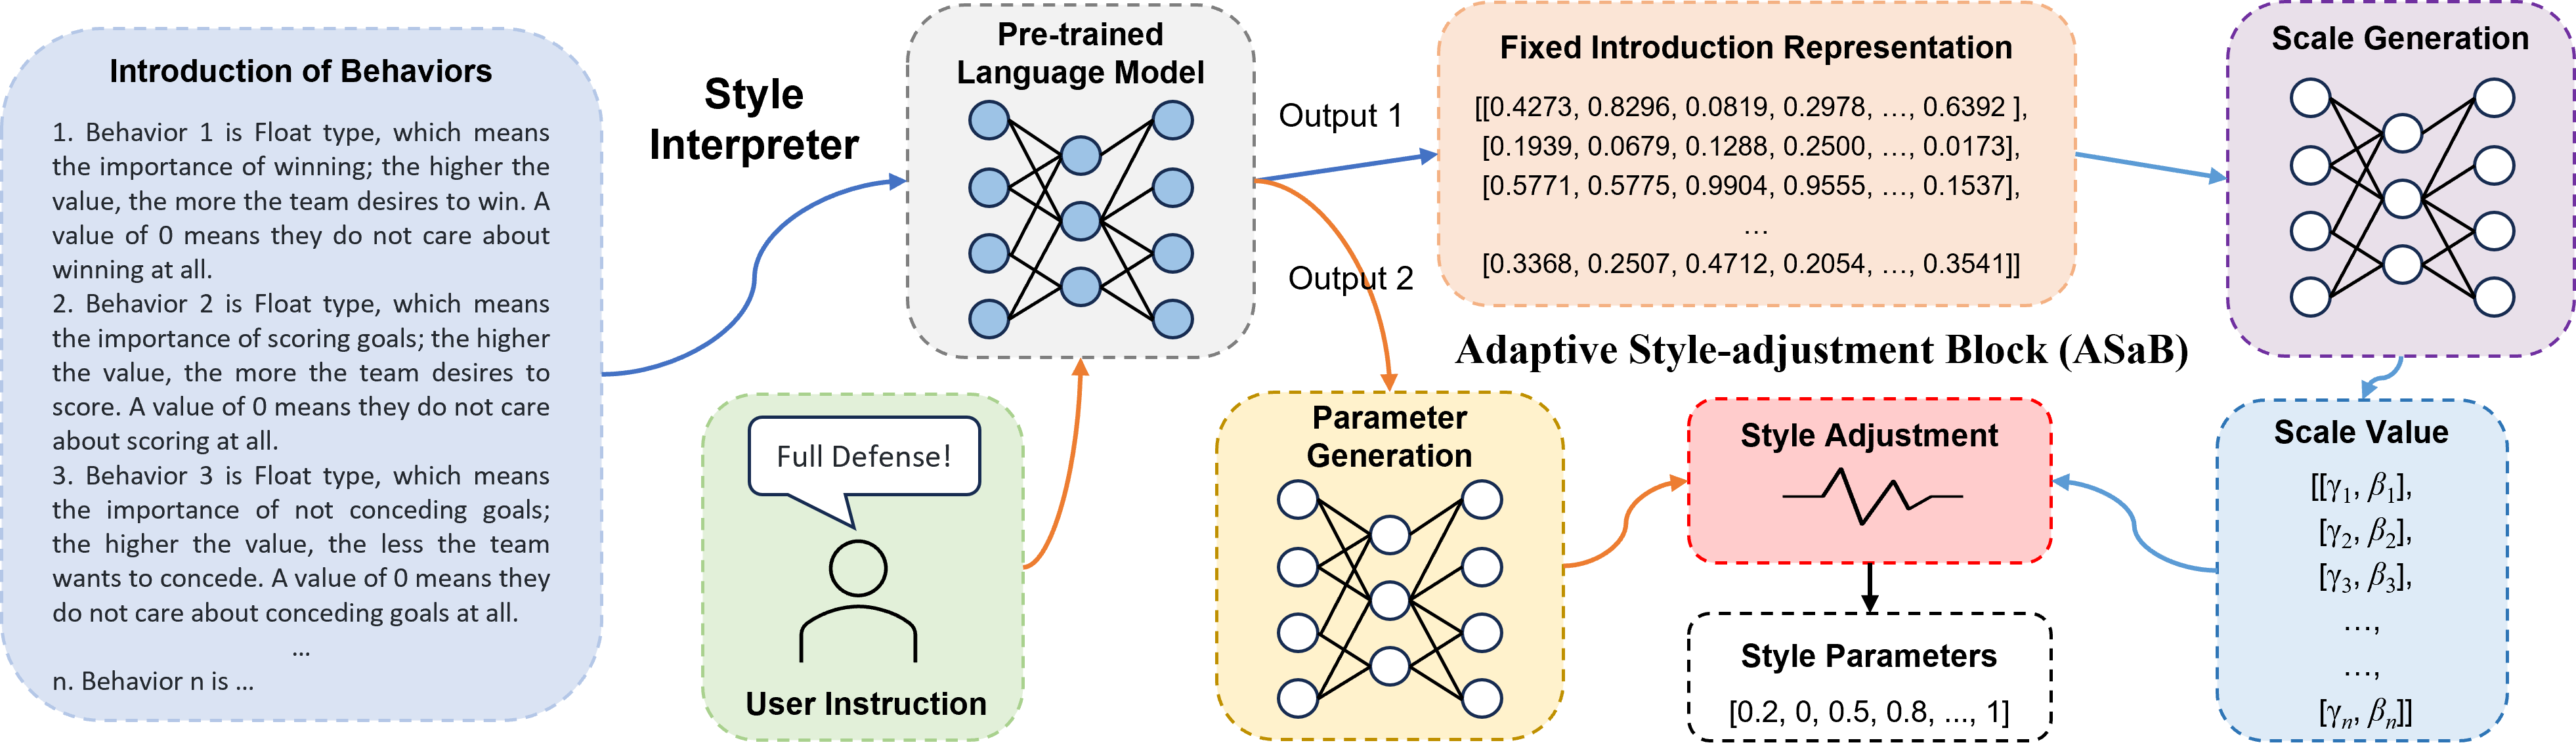 Introduction of Behaviors
1. Behavior 1 is Float type, which means
the importance of winning; the higher the
value, the more the team desires to win. A
value of 0 means they do not care about
winning at all.
2. Behavior 2 is Float type, which means
the importance of scoring goals; the higher
the value, the more the team desires to
score. A value of 0 means they do not care
about scoring at all.
3. Behavior 3 is Float type, which means
the importance of not conceding goals;
the higher the value, the less the team
wants to concede. A value of 0 means they
do not care about conceding goals at all.
...
n. Behavior n is ...
Style
Interpreter
Pre-trained
Language Model
Full Defense!
User Instruction
Output 1
Output 2
Fixed Introduction Representation
[[0.4273, 0.8296, 0.0819, 0.2978, ..., 0.6392 ],
[0.1939, 0.0679, 0.1288, 0.2500, ..., 0.0173],
[0.5771, 0.5775, 0.9904, 0.9555, ..., 0.1537],
...
[0.3368, 0.2507, 0.4712, 0.2054, ..., 0.3541]]
Adaptive Style-adjustment Block (ASaB)
Parameter
Generation
Style Adjustment
Style Parameters
[0.2, 0, 0.5, 0.8, ..., 1]
Scale Generation
Scale Value
[[γ1, β1],
[γ2, β2],
[γ3, β3],
...,
...,
[γn, βn]]